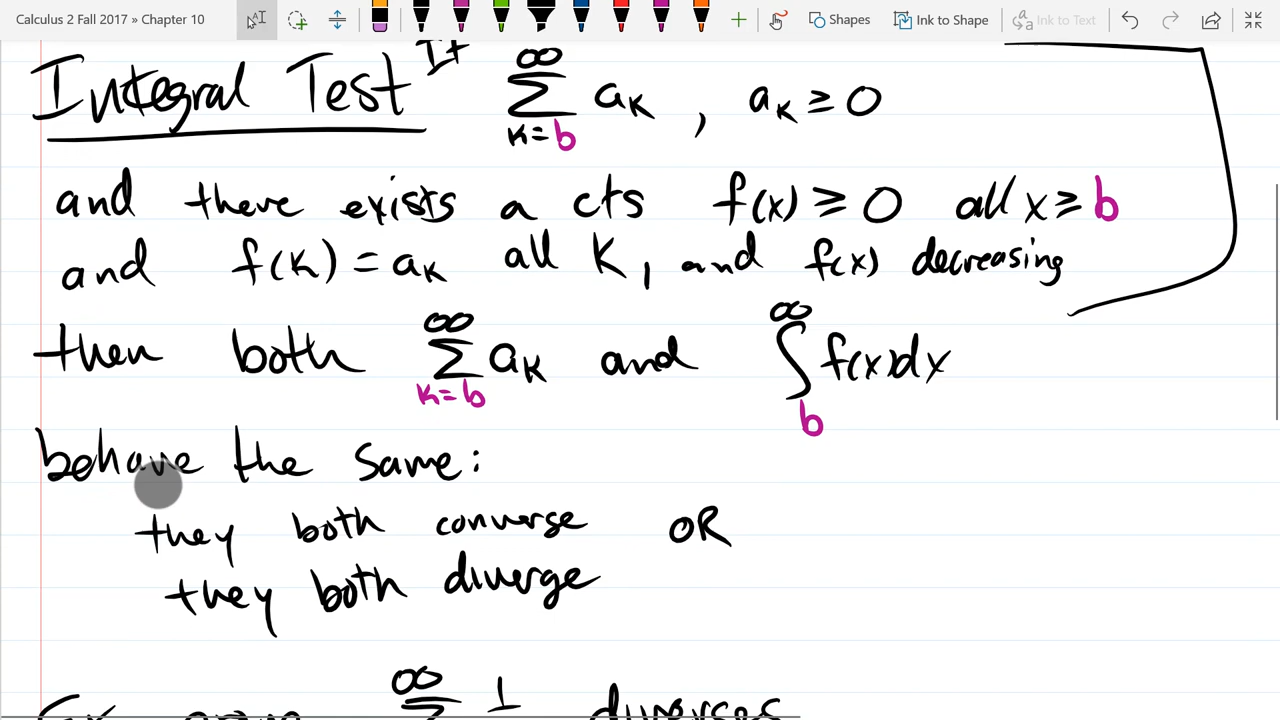 Calculus 2 Fall 2017 » Chapter 10 Shapes Ink to Shape Ink to Text
Integral Test If ∞ Σ k=b a_k , a_k ≥ 0
and there exists a cts f(x) ≥ 0 all x ≥ b
and f(k) = a_k all k, and f(x) decreasing
then both ∞ Σ k=b a_k and ∞ ∫ b f(x)dx
behave the same:
they both converge OR
they both diverge
∞ Σ 1 diverges